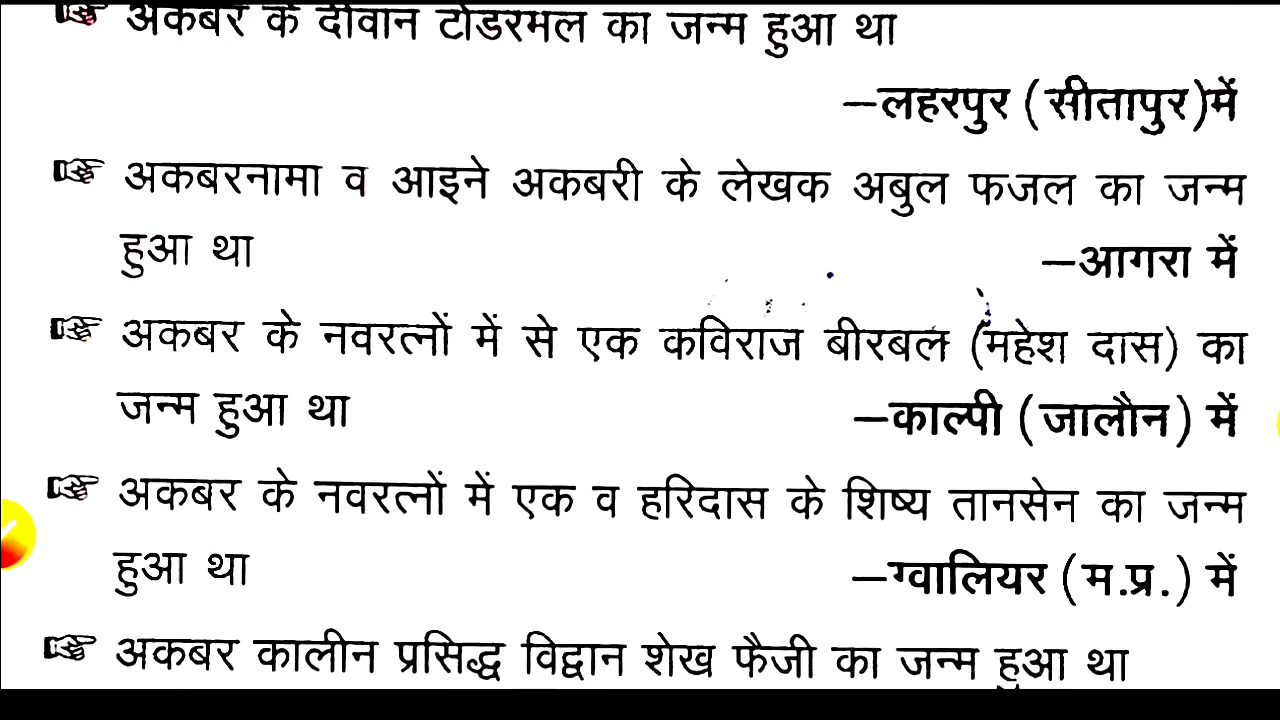 अकबर के दीवान टोडरमल का जन्म हुआ था
–लहरपुर (सीतापुर)में
अकबरनामा व आइने अकबरी के लेखक अबुल फजल का जन्म
हुआ था –आगरा में
अकबर के नवरत्नों में से एक कविराज बीरबल (महेश दास) का
जन्म हुआ था –काल्पी (जालौन) में
अकबर के नवरत्नों में एक व हरिदास के शिष्य तानसेन का जन्म
हुआ था –ग्वालियर (म.प्र.) में
अकबर कालीन प्रसिद्ध विद्वान शेख फैजी का जन्म हुआ था